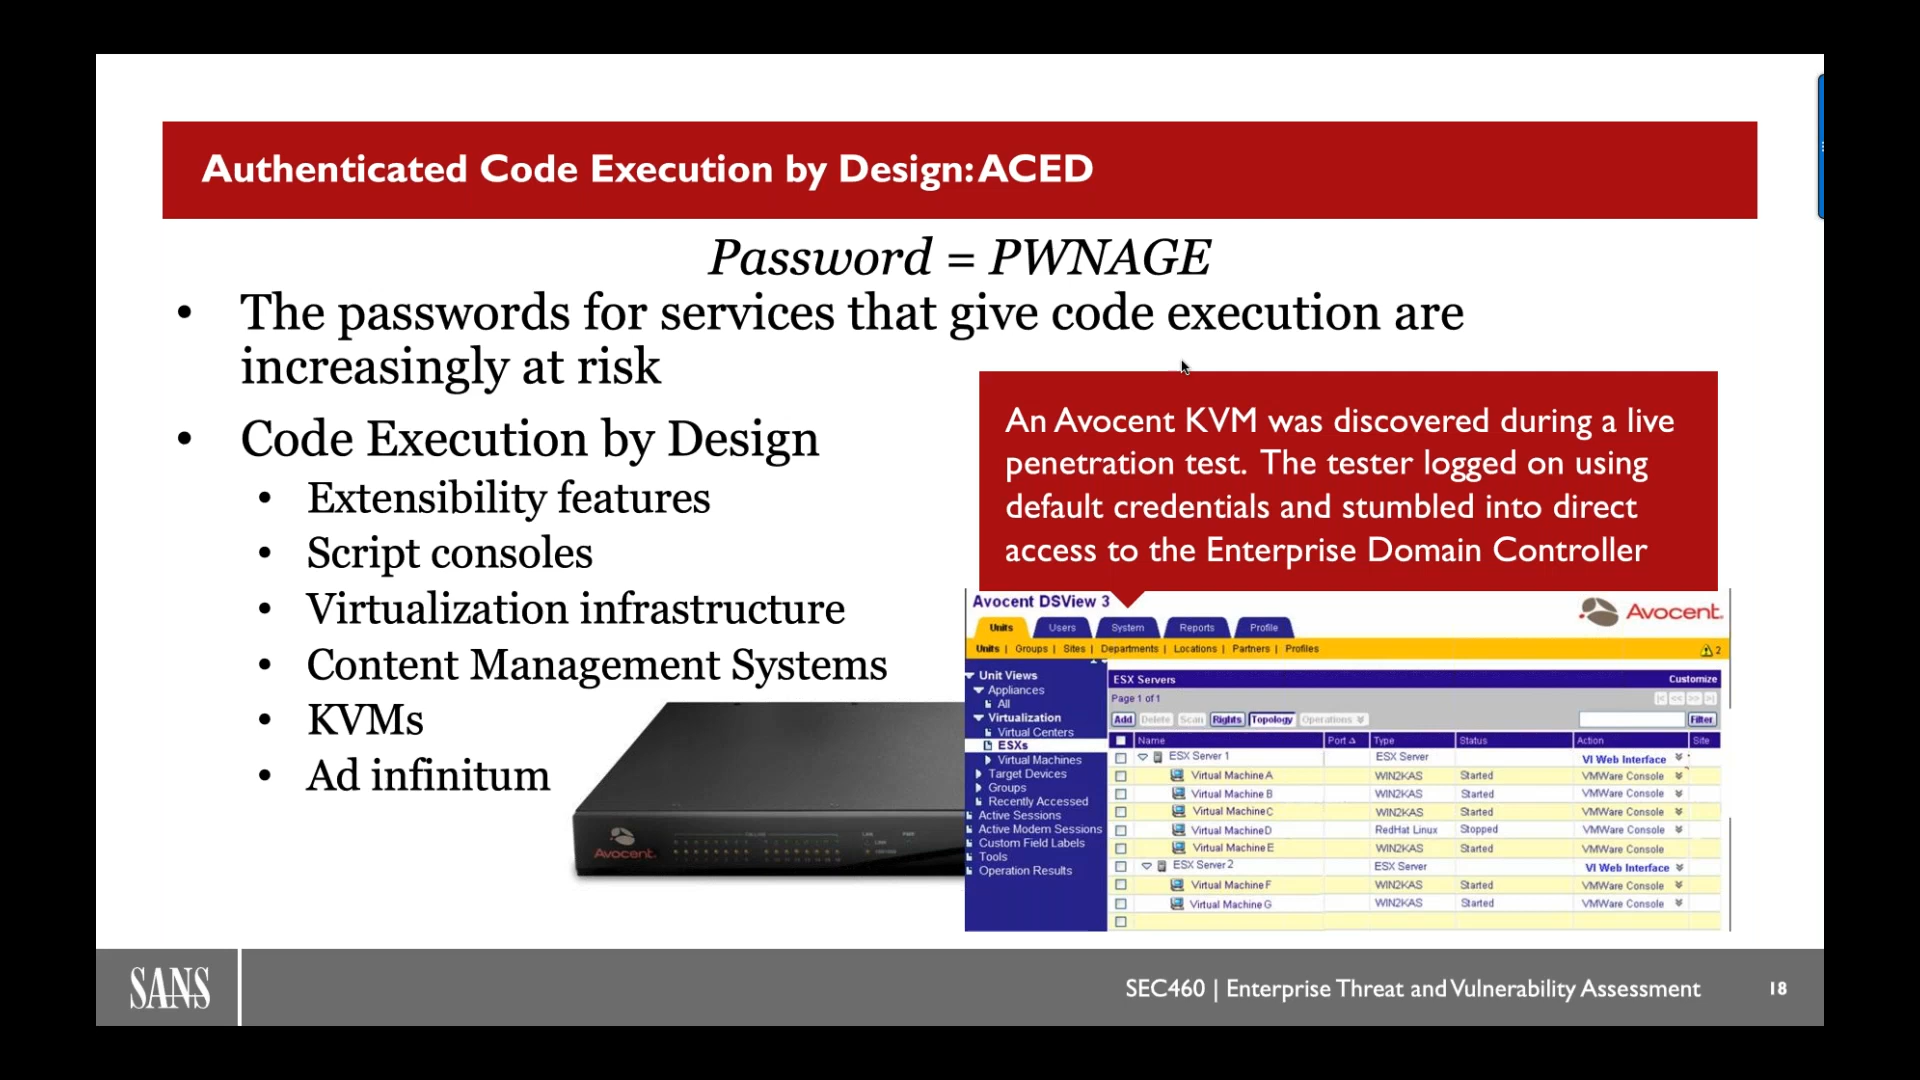 Authenticated Code Execution by Design: ACED
Password = PWNAGE
• The passwords for services that give code execution are
increasingly at risk
• Code Execution by Design
• Extensibility features
• Script consoles
• Virtualization infrastructure
• Content Management Systems
• KVMs
• Ad infinitum
An Avocent KVM was discovered during a live
penetration test. The tester logged on using
default credentials and stumbled into direct
access to the Enterprise Domain Controller
Avocent.
Avocent DSView 3
Avocent.
Units Users System Reports Profile
Units | Groups | Sites | Departments | Locations | Partners | Profiles
2
Unit Views
Appliances
All
Virtualization
Virtual Centers
ESXs
Virtual Machines
Target Devices
Groups
Recently Accessed
Active Sessions
Active Modem Sessions
Custom Field Labels
Tools
Operation Results
ESX Servers Customize
Page 1 of 1
Add Delete Scan Rights Topology Operations Filter
Name Port Type Status Action Site
ESX Server 1 ESX Server VI Web Interface
Virtual Machine A WIN2KAS Started VMWare Console
Virtual Machine B WIN2KAS Started VMWare Console
Virtual Machine C WIN2KAS Started VMWare Console
Virtual Machine D RedHat Linux Stopped VMWare Console
Virtual Machine E WIN2KAS Started VMWare Console
ESX Server 2 ESX Server VI Web Interface
Virtual Machine F WIN2KAS Started VMWare Console
Virtual Machine G WIN2KAS Started VMWare Console
SANS
SEC460 | Enterprise Threat and Vulnerability Assessment
18